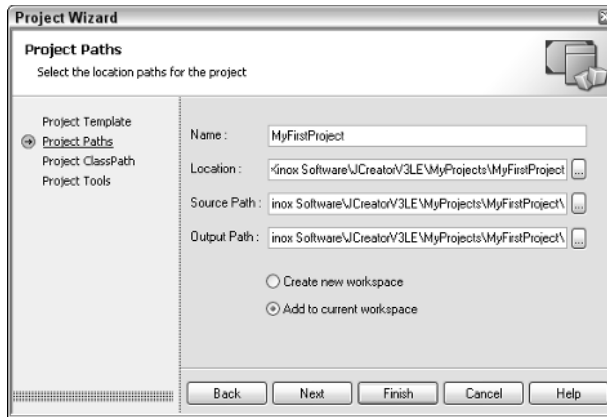 Project Wizard
Project Paths
Select the location paths for the project
Project Template
Project Paths
Project ClassPath
Project Tools
Name : MyFirstProject
Location : inox Software\JCreatorV3LE\MyProjects\MyFirstProject ...
Source Path : inox Software\JCreatorV3LE\MyProjects\MyFirstProject\ ...
Output Path : inox Software\JCreatorV3LE\MyProjects\MyFirstProject\ ...
Create new workspace
Add to current workspace
Back Next Finish Cancel Help